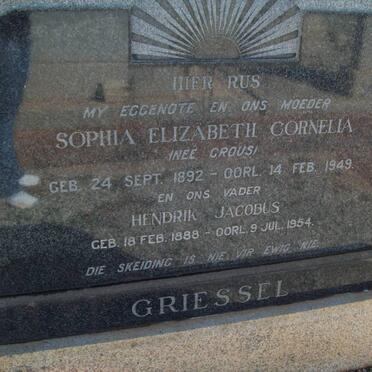 HIER RUS
MY EGGENOTE EN ONS MOEDER
SOPHIA ELIZABETH CORNELIA
(NEE CROUS)
GEB. 24 SEPT. 1892 - OORL. 14 FEB. 1949.
EN ONS VADER
HENDRIK JACOBUS
GEB. 18 FEB. 1888 - OORL. 9 JUL. 1954.
DIE SKEIDING IS NIE VIR EWIG NIE.
GRIESSEL